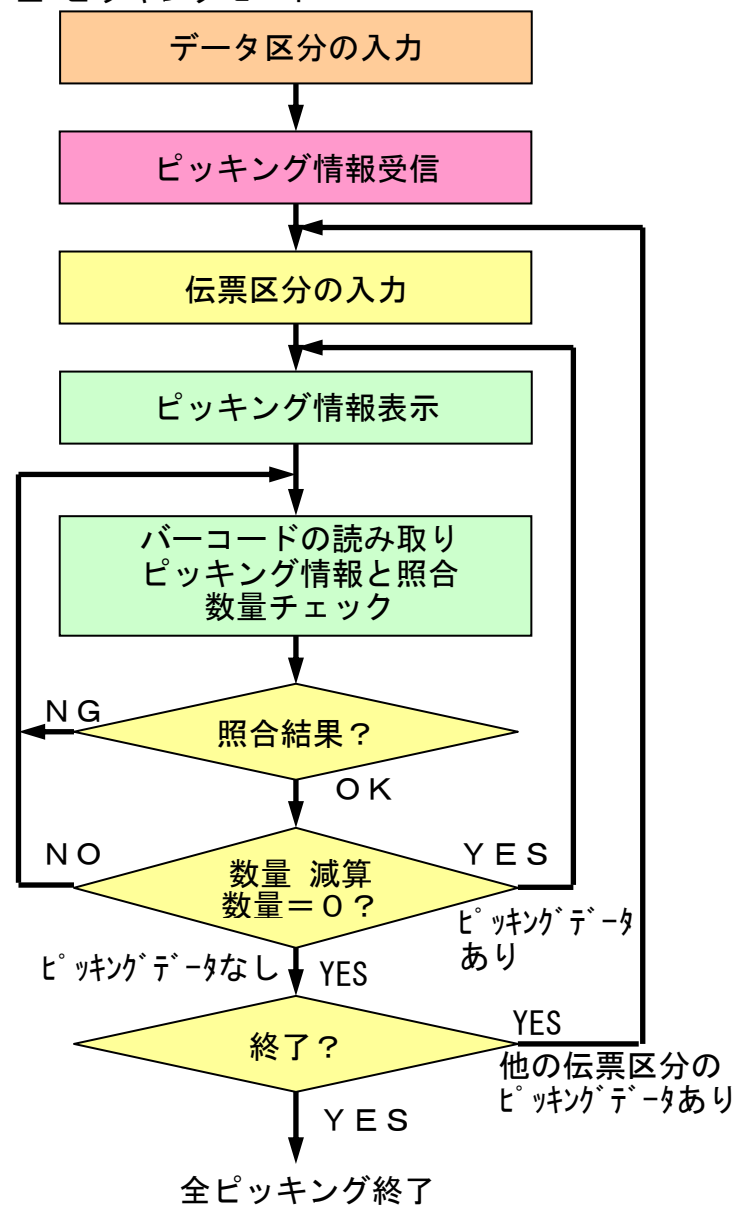 データ区分の入力
ピッキング情報受信
伝票区分の入力
ピッキング情報表示
バーコードの読み取り
ピッキング情報と照合
数量チェック
ＮＧ
照合結果？
ＯＫ
ＮＯ
数量 減算
数量＝０？
ＹＥＳ
ﾋﾟｯｷﾝｸﾞﾃﾞｰﾀ
あり
ﾋﾟｯｷﾝｸﾞﾃﾞｰﾀなし
YES
終了？
YES
他の伝票区分の
ﾋﾟｯｷﾝｸﾞﾃﾞｰﾀあり
ＹＥＳ
全ピッキング終了